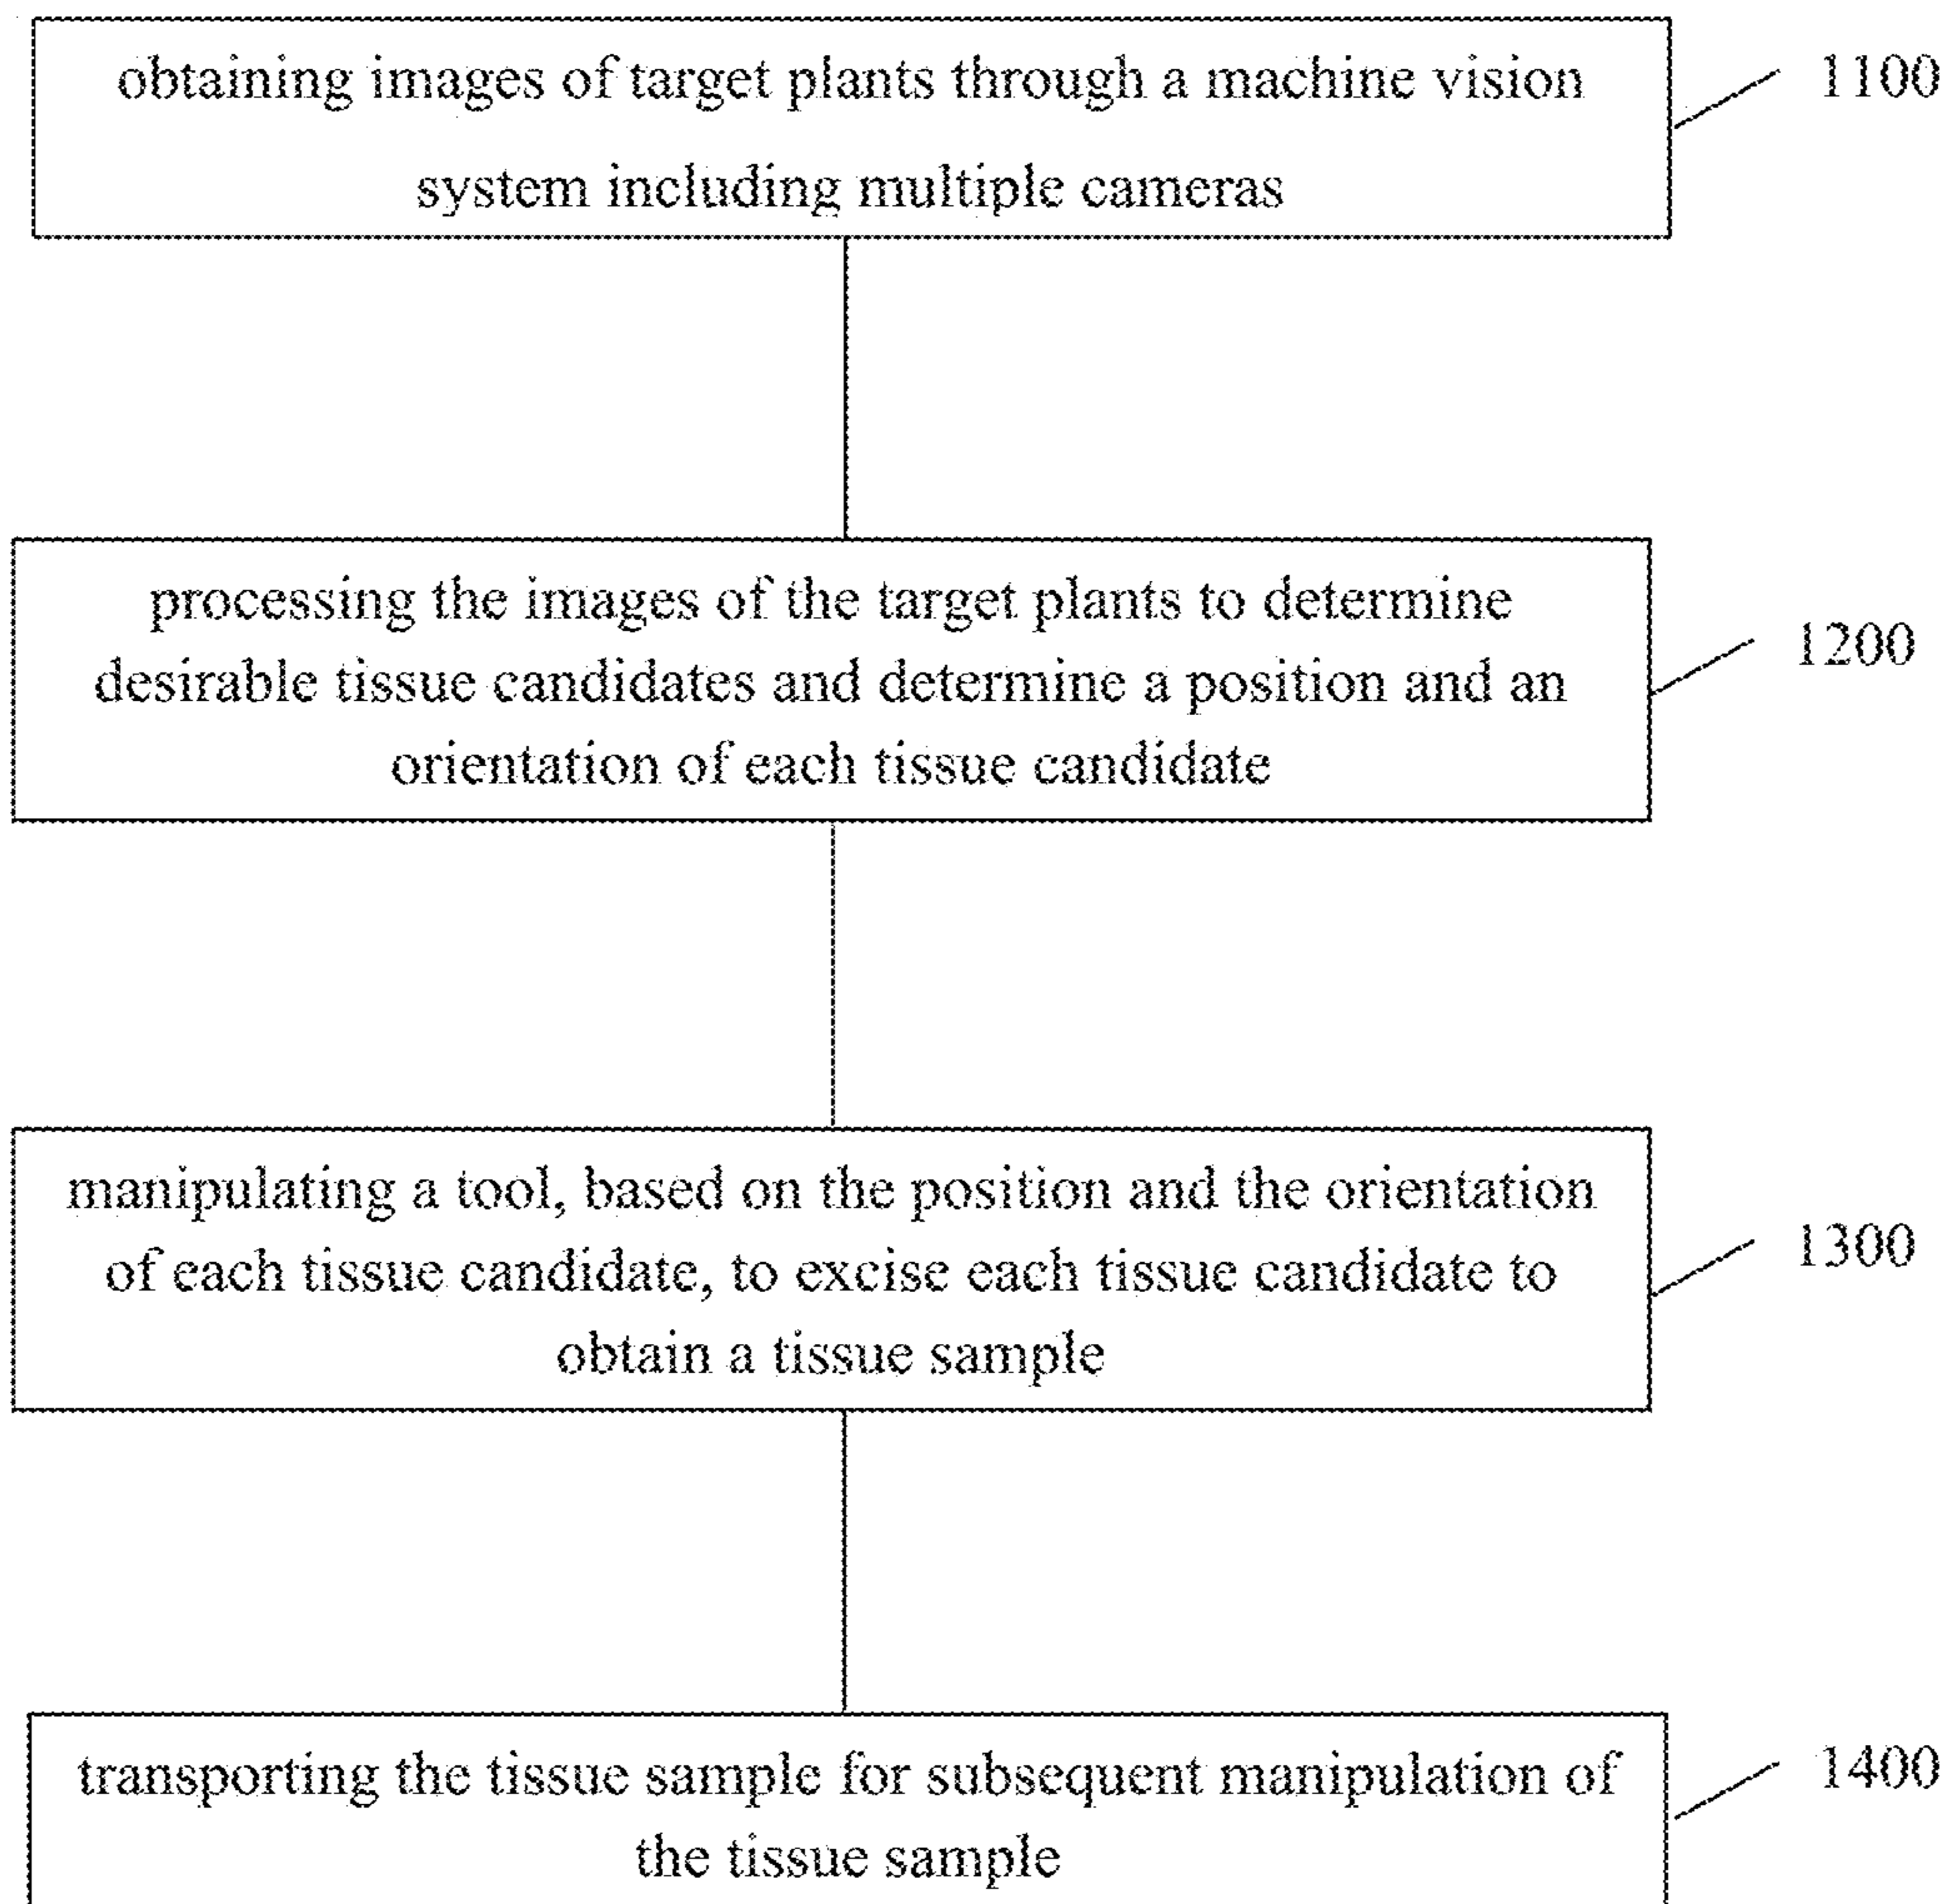 obtaining images of target plants through a machine vision
system including multiple cameras
1100
processing the images of the target plants to determine
desirable tissue candidates and determine a position and an
orientation of each tissue candidate
1200
manipulating a tool, based on the position and the orientation
of each tissue candidate, to excise each tissue candidate to
obtain a tissue sample
1300
transporting the tissue sample for subsequent manipulation of
the tissue sample
1400